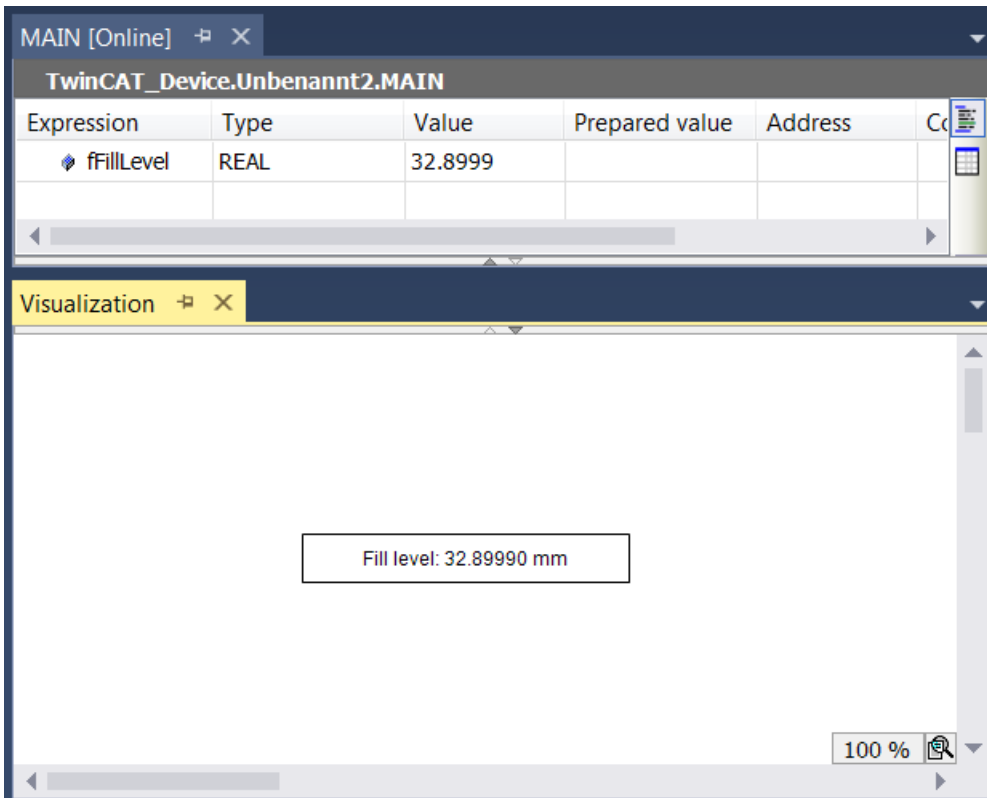 MAIN [Online]
TwinCAT_Device.Unbenannt2.MAIN
Expression Type Value Prepared value Address Co
fFillLevel REAL 32.8999
Visualization
Fill level: 32.89990 mm
100 %